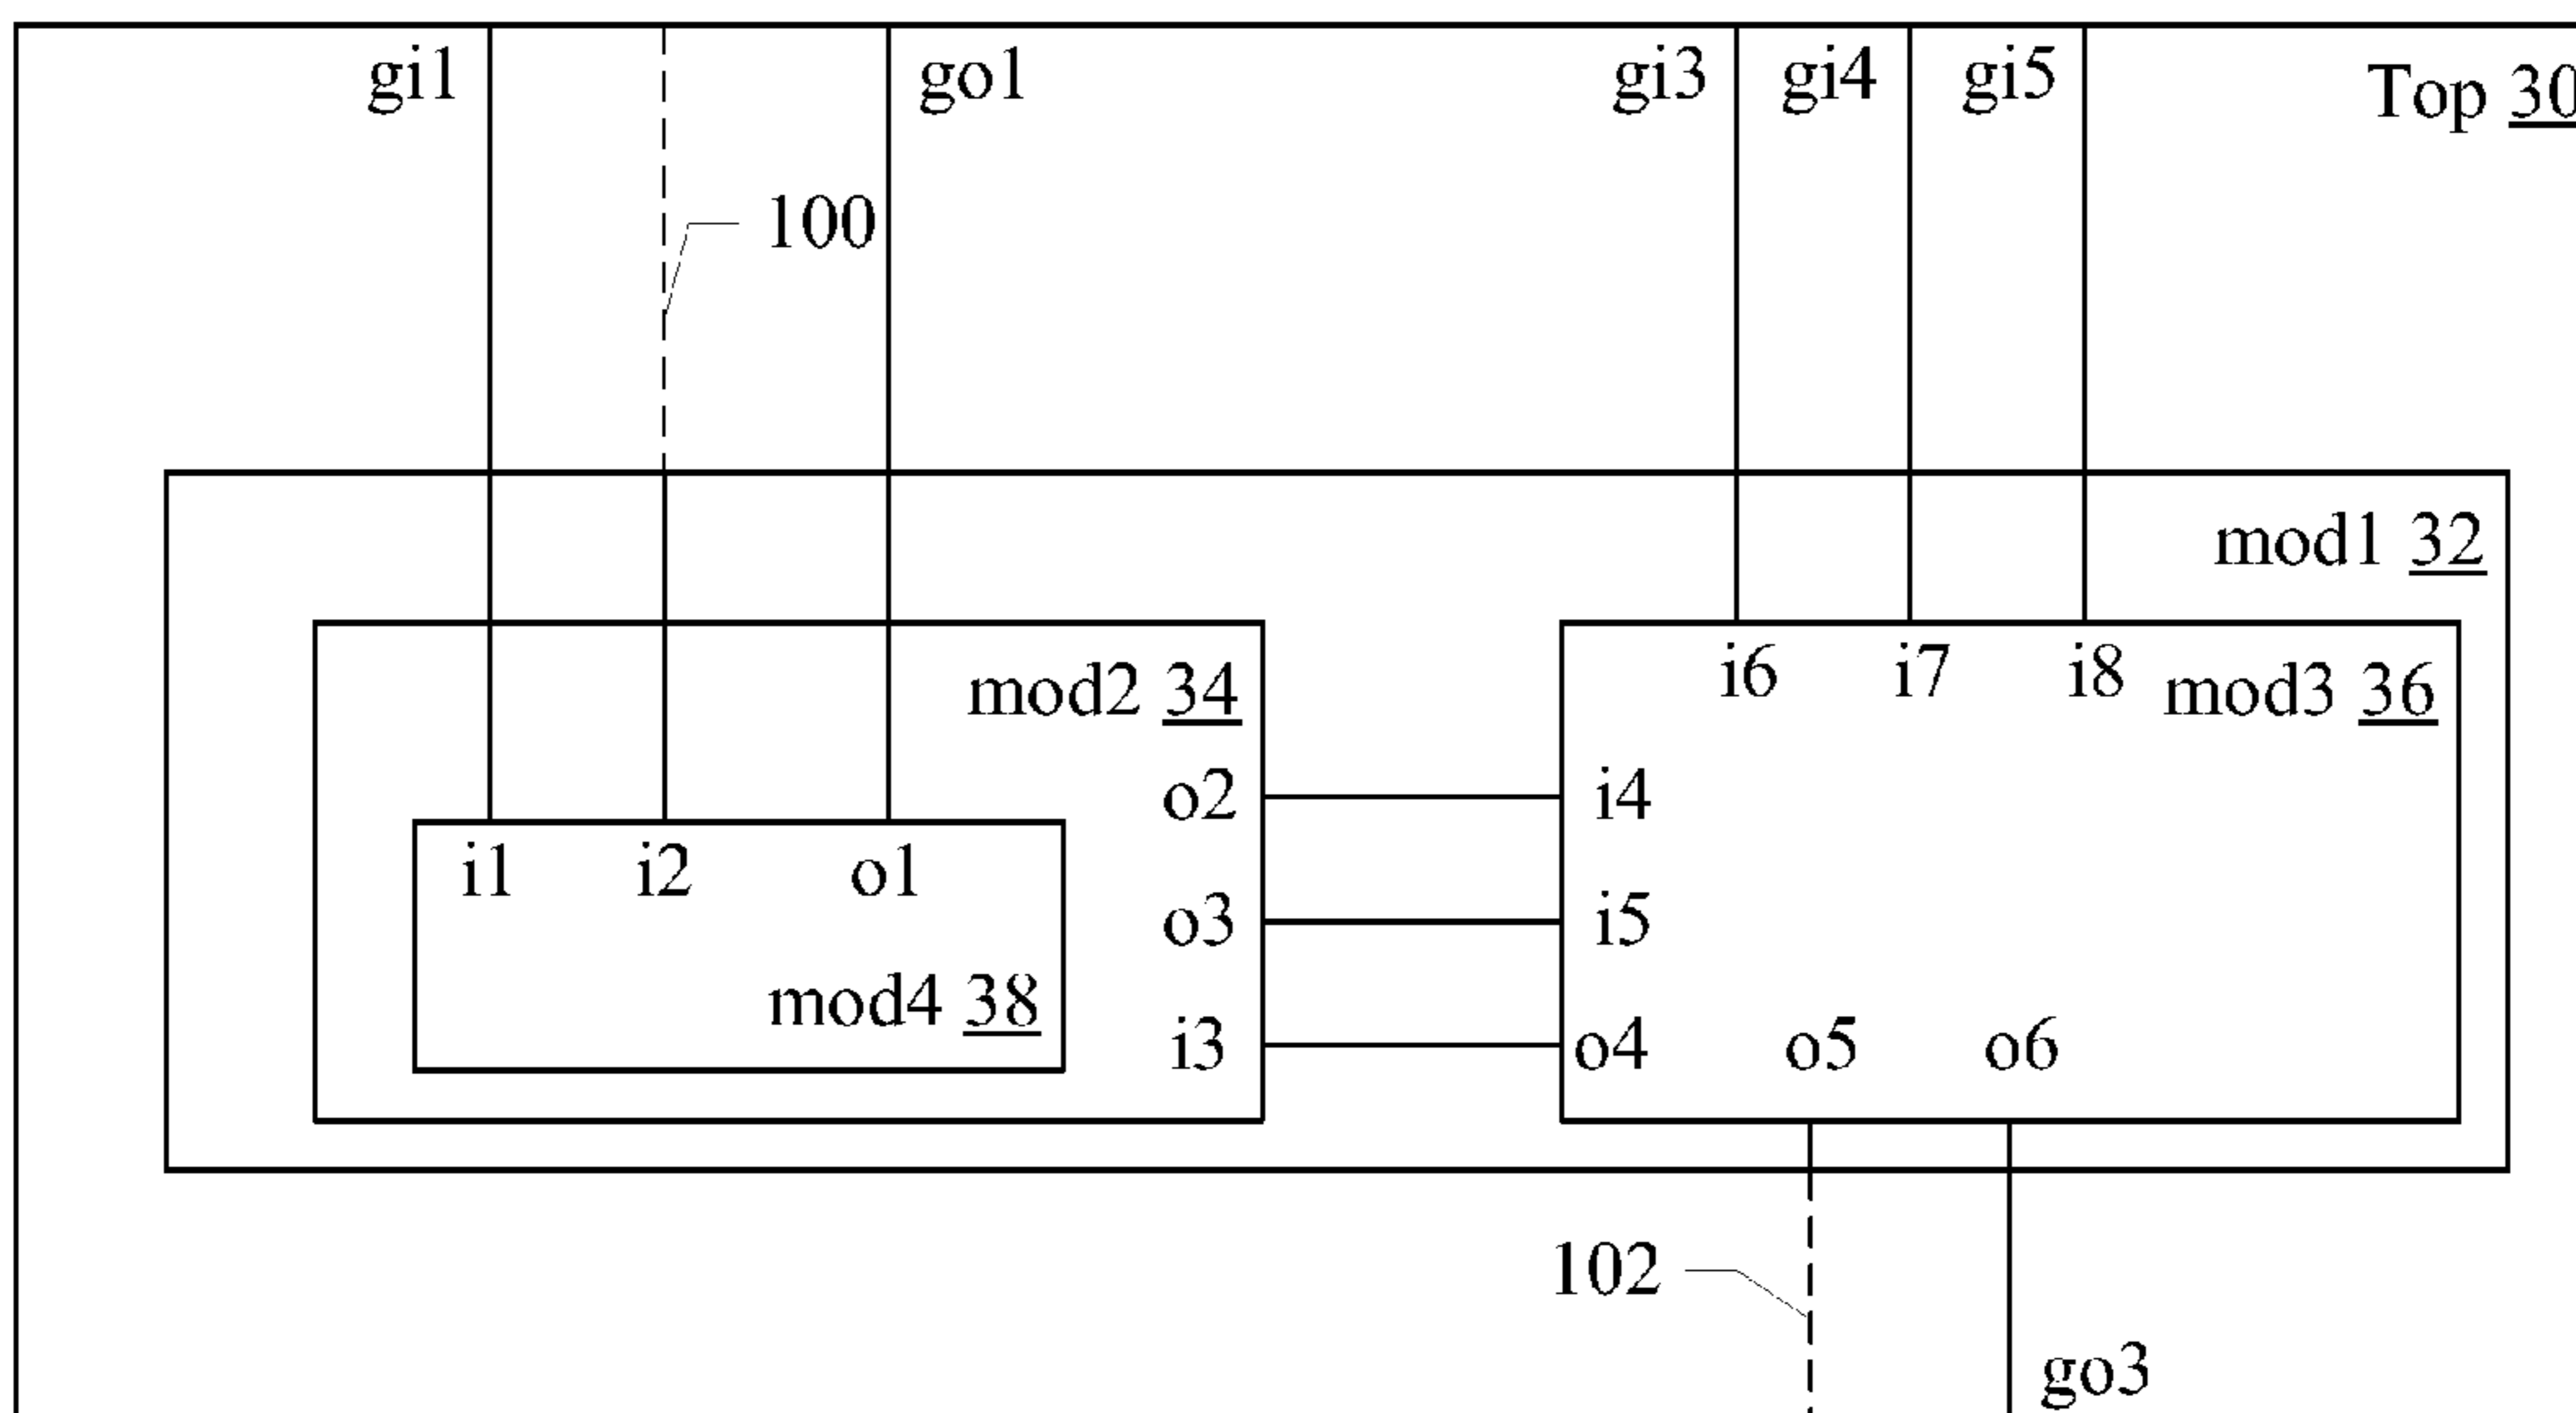 gi1 go1 gi3 gi4 gi5 Top 30
100
mod1 32
mod2 34 i6 i7 i8 mod3 36
o2 i4
i1 i2 o1
o3 i5
mod4 38
i3 o4 o5 o6
102
go3